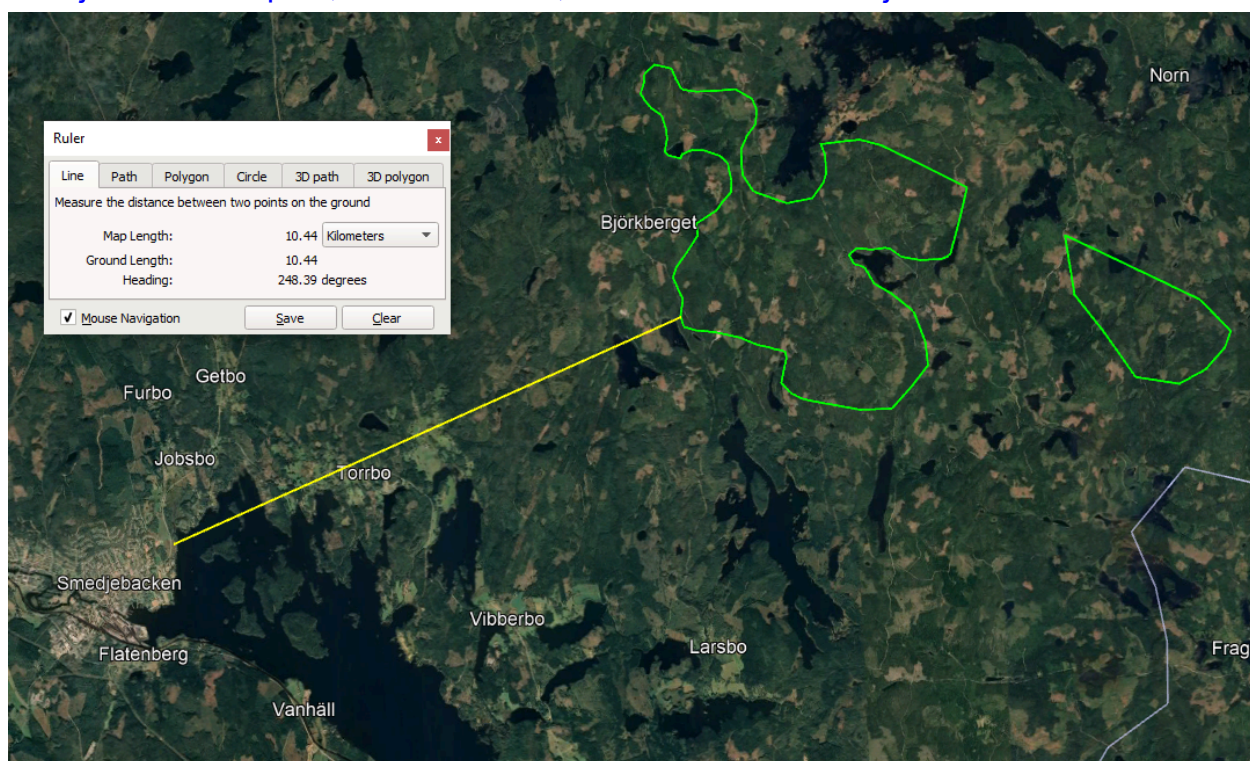 Norn
Ruler
x
Line Path Polygon Circle 3D path 3D polygon
Measure the distance between two points on the ground
Map Length: 10.44 Kilometers
Ground Length: 10.44
Heading: 248.39 degrees
Mouse Navigation Save Clear
Björkberget
Getbo
Furbo
Jobsbo
Torrbo
Smedjebacken
Vibberbo
Flatenberg
Larsbo
Frag
Vanhäll